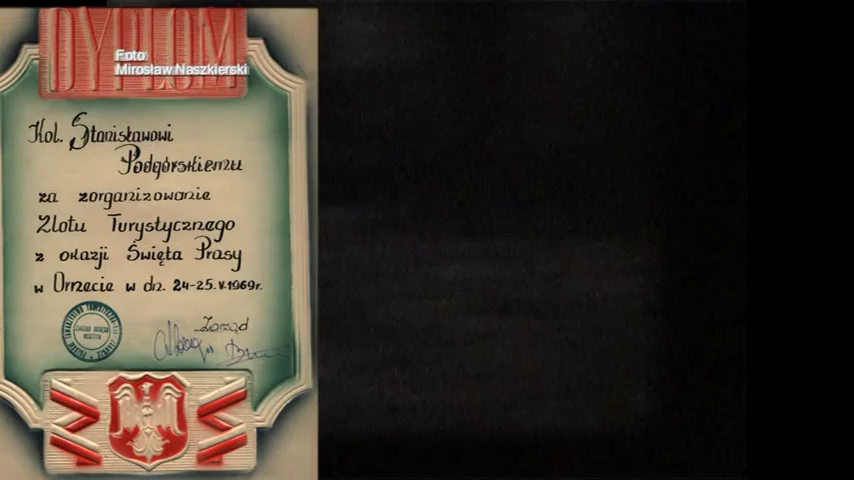 DYPLOM
Foto
Mirosław Naszkierski
Kol. Stanisławowi
Podgórskiemu
za zorganizowanie
Zlotu Turystycznego
z okazji Święta Prasy
w Orzecie w dn. 24-25.V.1969r.
Zarząd